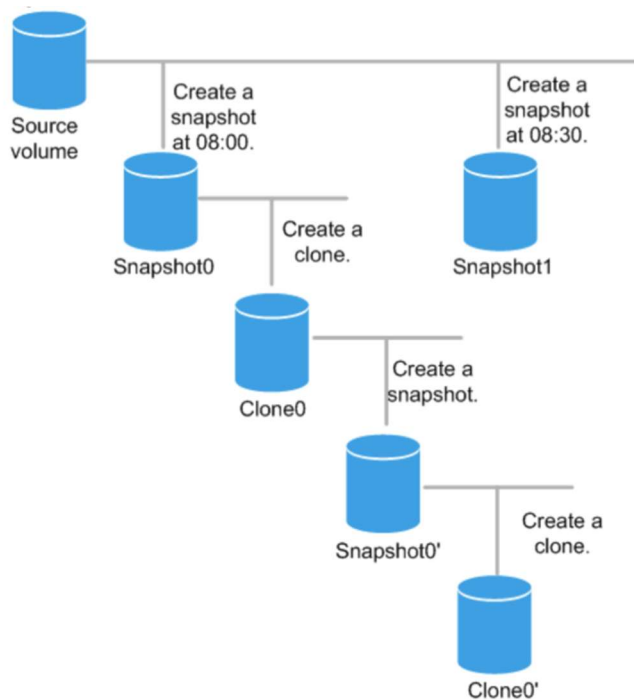 Source
volume
Create a
snapshot
at 08:00.
Create a
snapshot
at 08:30.
Snapshot0
Create a
clone.
Snapshot1
Clone0
Create a
snapshot.
Snapshot0'
Create a
clone.
Clone0'